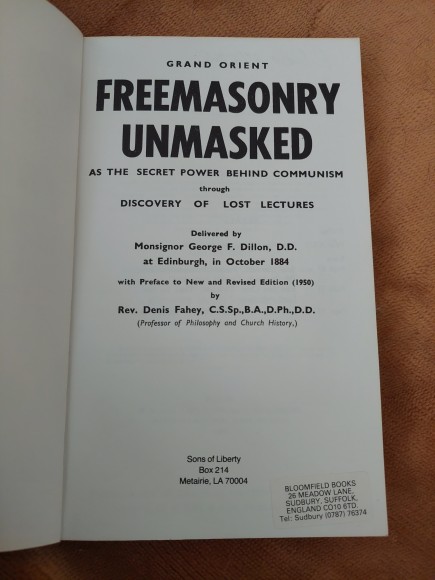 GRAND ORIENT
FREEMASONRY
UNMASKED
AS THE SECRET POWER BEHIND COMMUNISM
through
DISCOVERY OF LOST LECTURES
Delivered by
Monsignor George F. Dillon, D.D.
at Edinburgh, in October 1884
with Preface to New and Revised Edition (1950)
by
Rev. Denis Fahey, C.S.Sp.,B.A.,D.Ph.,D.D.
(Professor of Philosophy and Church History.)
Sons of Liberty
Box 214
Metairie, LA 70004
BLOOMFIELD BOOKS
26 MEADOW LANE,
SUDBURY, SUFFOLK,
ENGLAND CO10 6TD.
Tel: Sudbury (0787) 76374